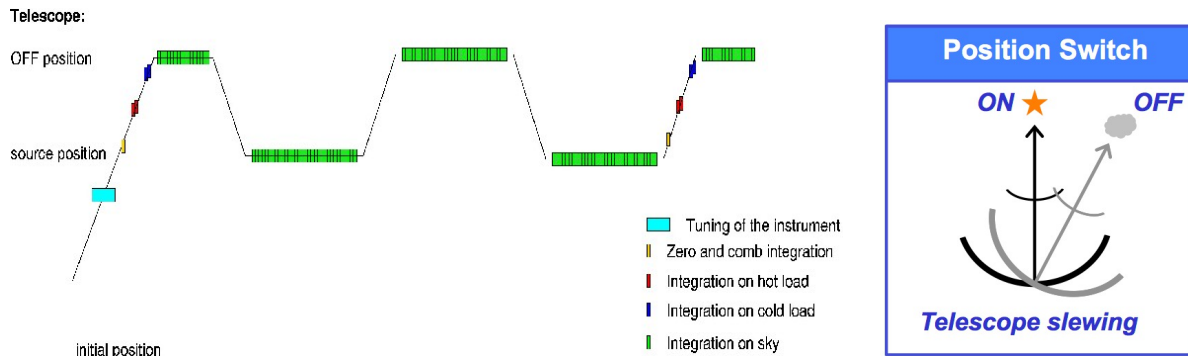 Telescope:
OFF position
source position
initial position
Tuning of the instrument
Zero and comb integration
Integration on hot load
Integration on cold load
Integration on sky
Position Switch
ON
OFF
Telescope slewing